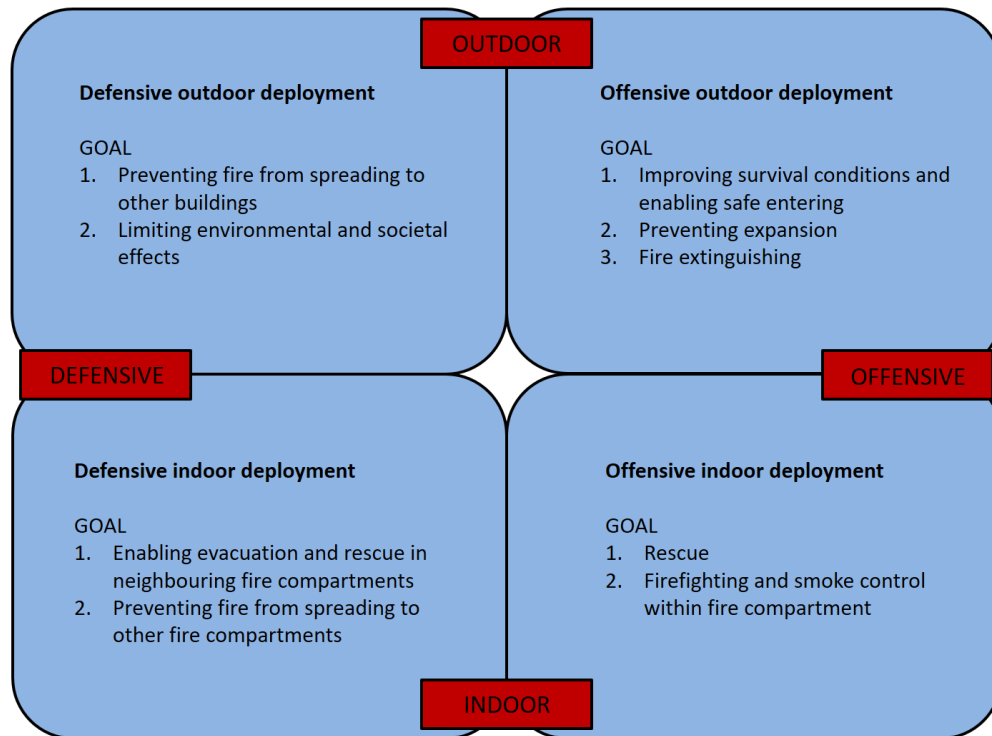 OUTDOOR
Defensive outdoor deployment
GOAL
1. Preventing fire from spreading to
other buildings
2. Limiting environmental and societal
effects
Offensive outdoor deployment
GOAL
1. Improving survival conditions and
enabling safe entering
2. Preventing expansion
3. Fire extinguishing
DEFENSIVE
OFFENSIVE
Defensive indoor deployment
GOAL
1. Enabling evacuation and rescue in
neighbouring fire compartments
2. Preventing fire from spreading to
other fire compartments
Offensive indoor deployment
GOAL
1. Rescue
2. Firefighting and smoke control
within fire compartment
INDOOR